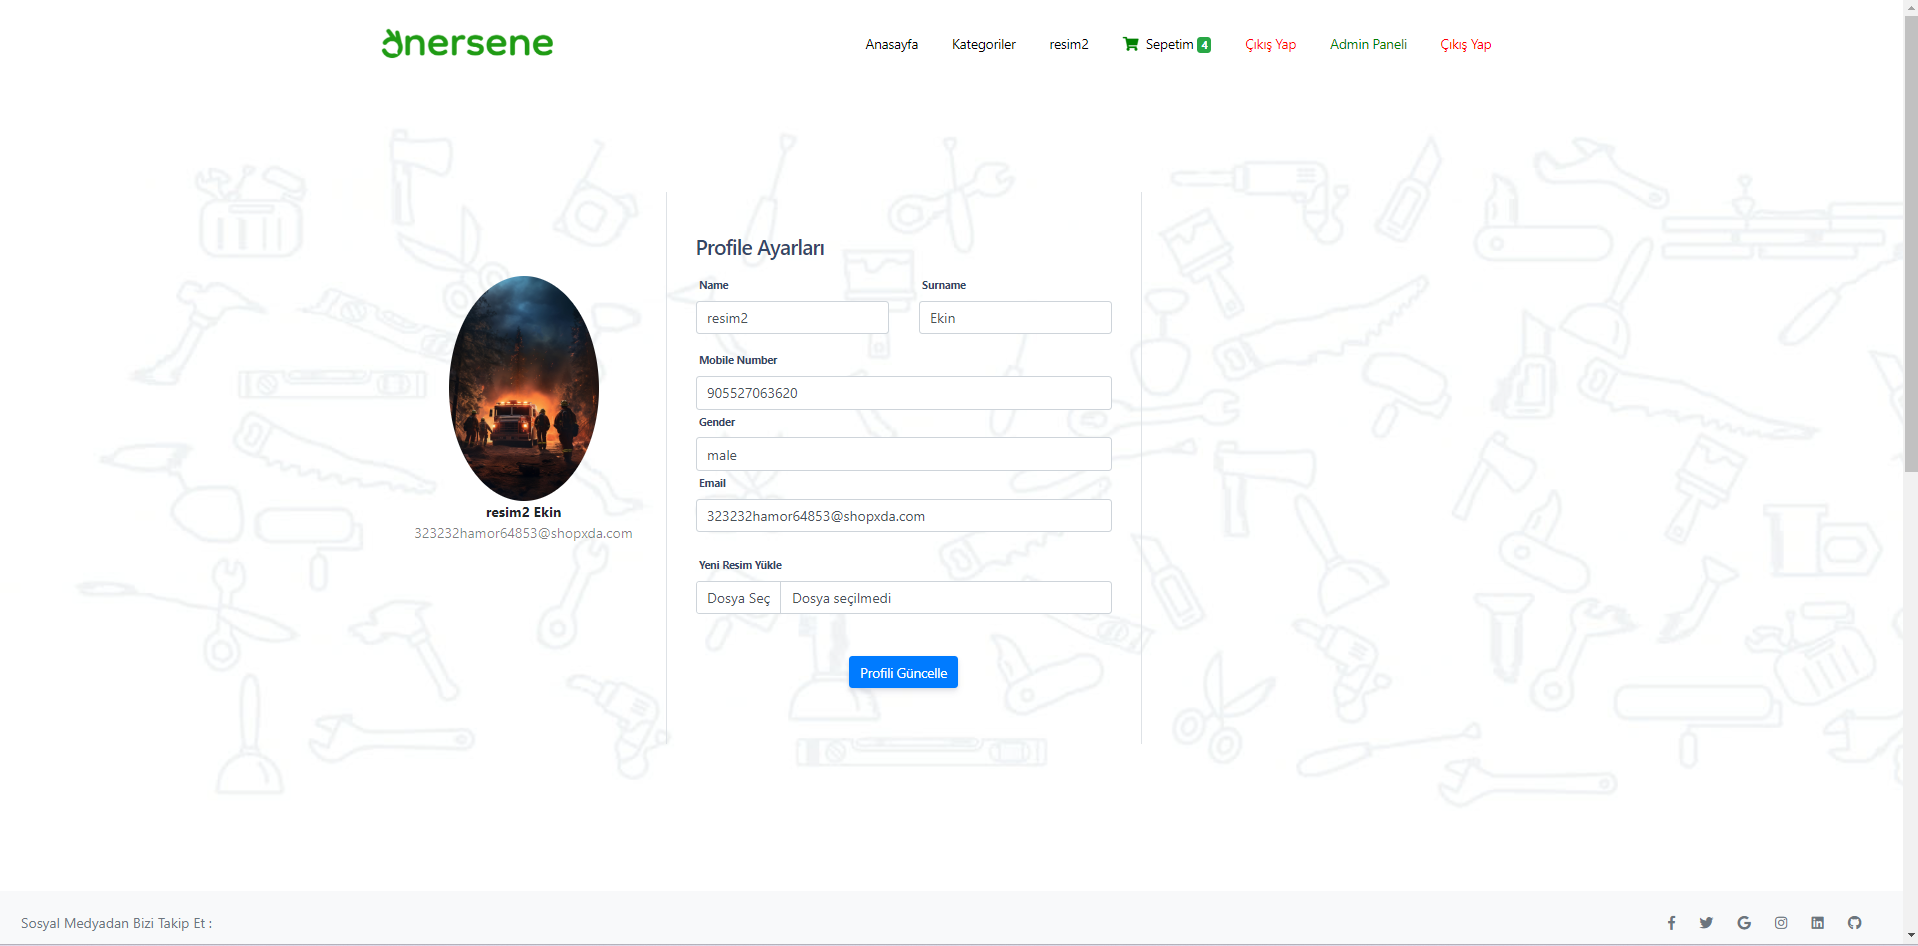 önersene
Anasayfa Kategoriler resim2 Sepetim 4 Çıkış Yap Admin Paneli Çıkış Yap
Profile Ayarları
Name Surname
resim2 Ekin
Mobile Number
905527063620
Gender
male
Email
323232hamor64853@shopxda.com
resim2 Ekin
323232hamor64853@shopxda.com
Yeni Resim Yükle
Dosya Seç Dosya seçilmedi
Profili Güncelle
Sosyal Medyadan Bizi Takip Et :